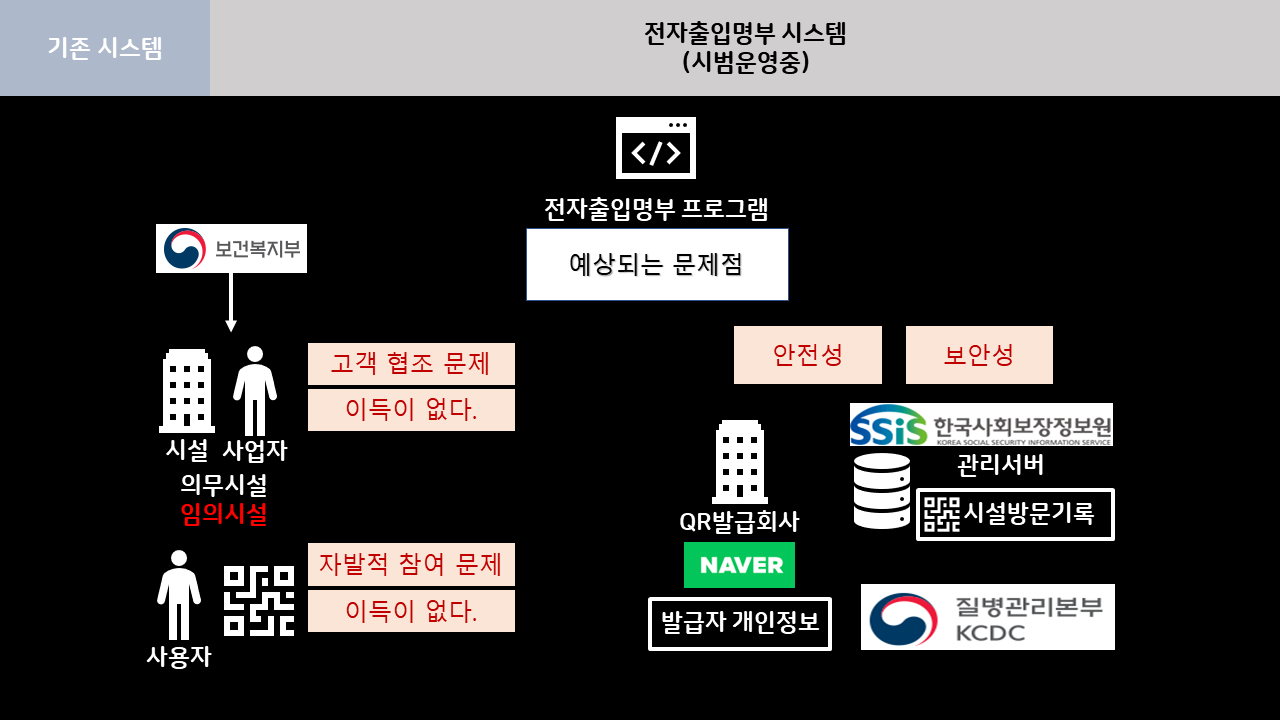 기존 시스템
전자출입명부 시스템
(시범운영중)
</>
전자출입명부 프로그램
예상되는 문제점
보건복지부
고객 협조 문제
이득이 없다.
시설 사업자
의무시설
임의시설
자발적 참여 문제
이득이 없다.
사용자
안전성
보안성
SSiS 한국사회보장정보원
KOREA SOCIAL SECURITY INFORMATION SERVICE
관리서버
시설방문기록
QR발급회사
NAVER
발급자 개인정보
질병관리본부
KCDC